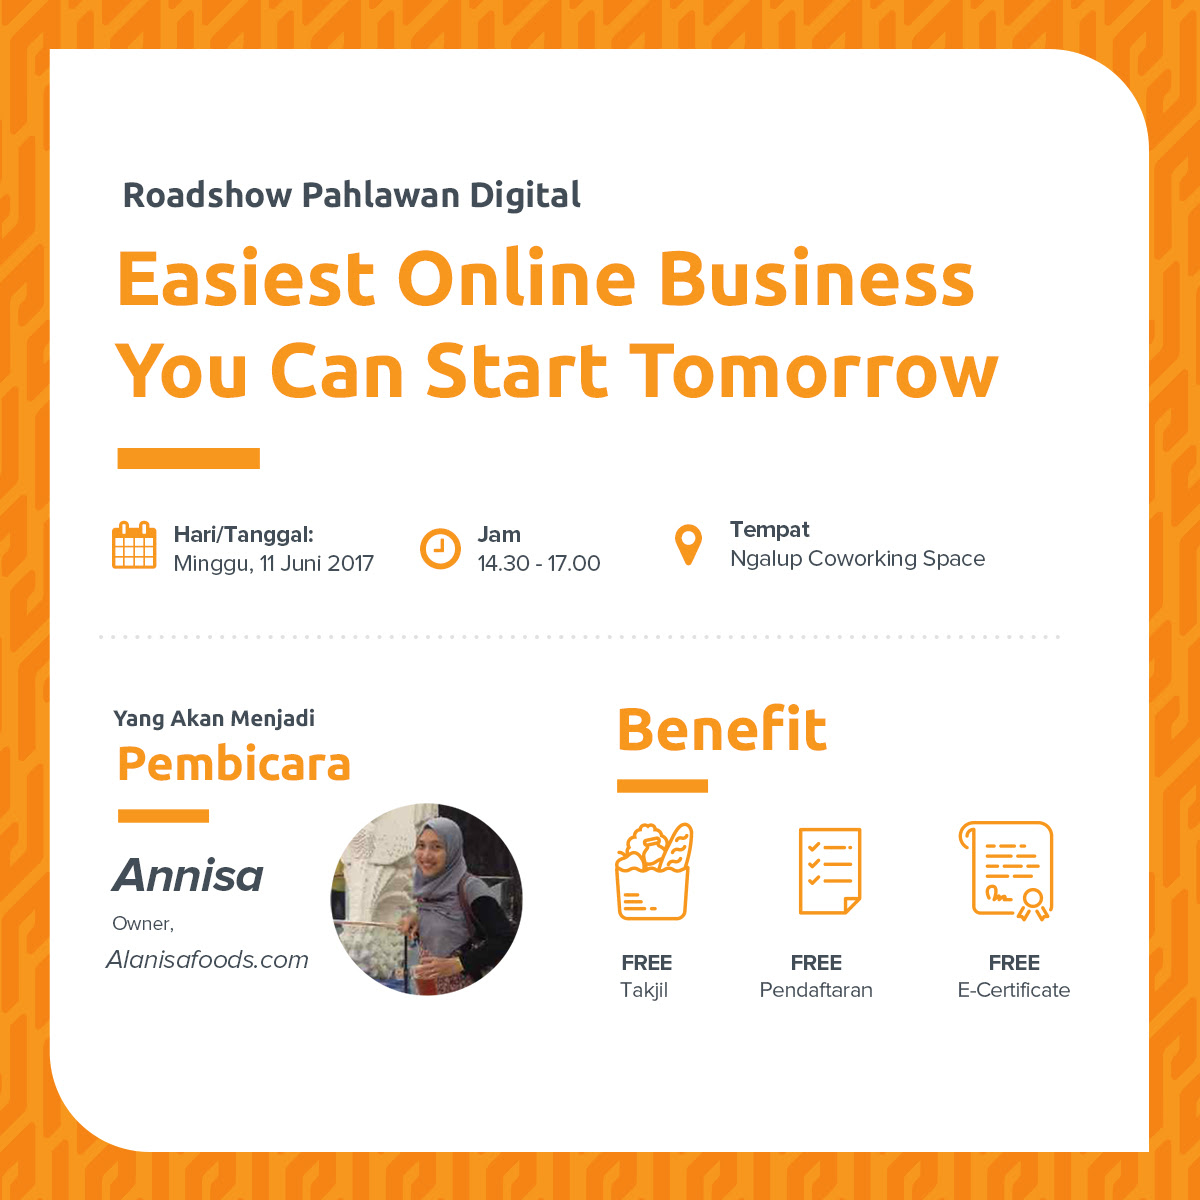 Roadshow Pahlawan Digital
Easiest Online Business
You Can Start Tomorrow
Hari/Tanggal:
Minggu, 11 Juni 2017
Jam
14.30 - 17.00
Tempat
Ngalup Coworking Space
Yang Akan Menjadi
Pembicara
Annisa
Owner,
Alanisafoods.com
Benefit
FREE
Takjil
FREE
Pendaftaran
FREE
E-Certificate